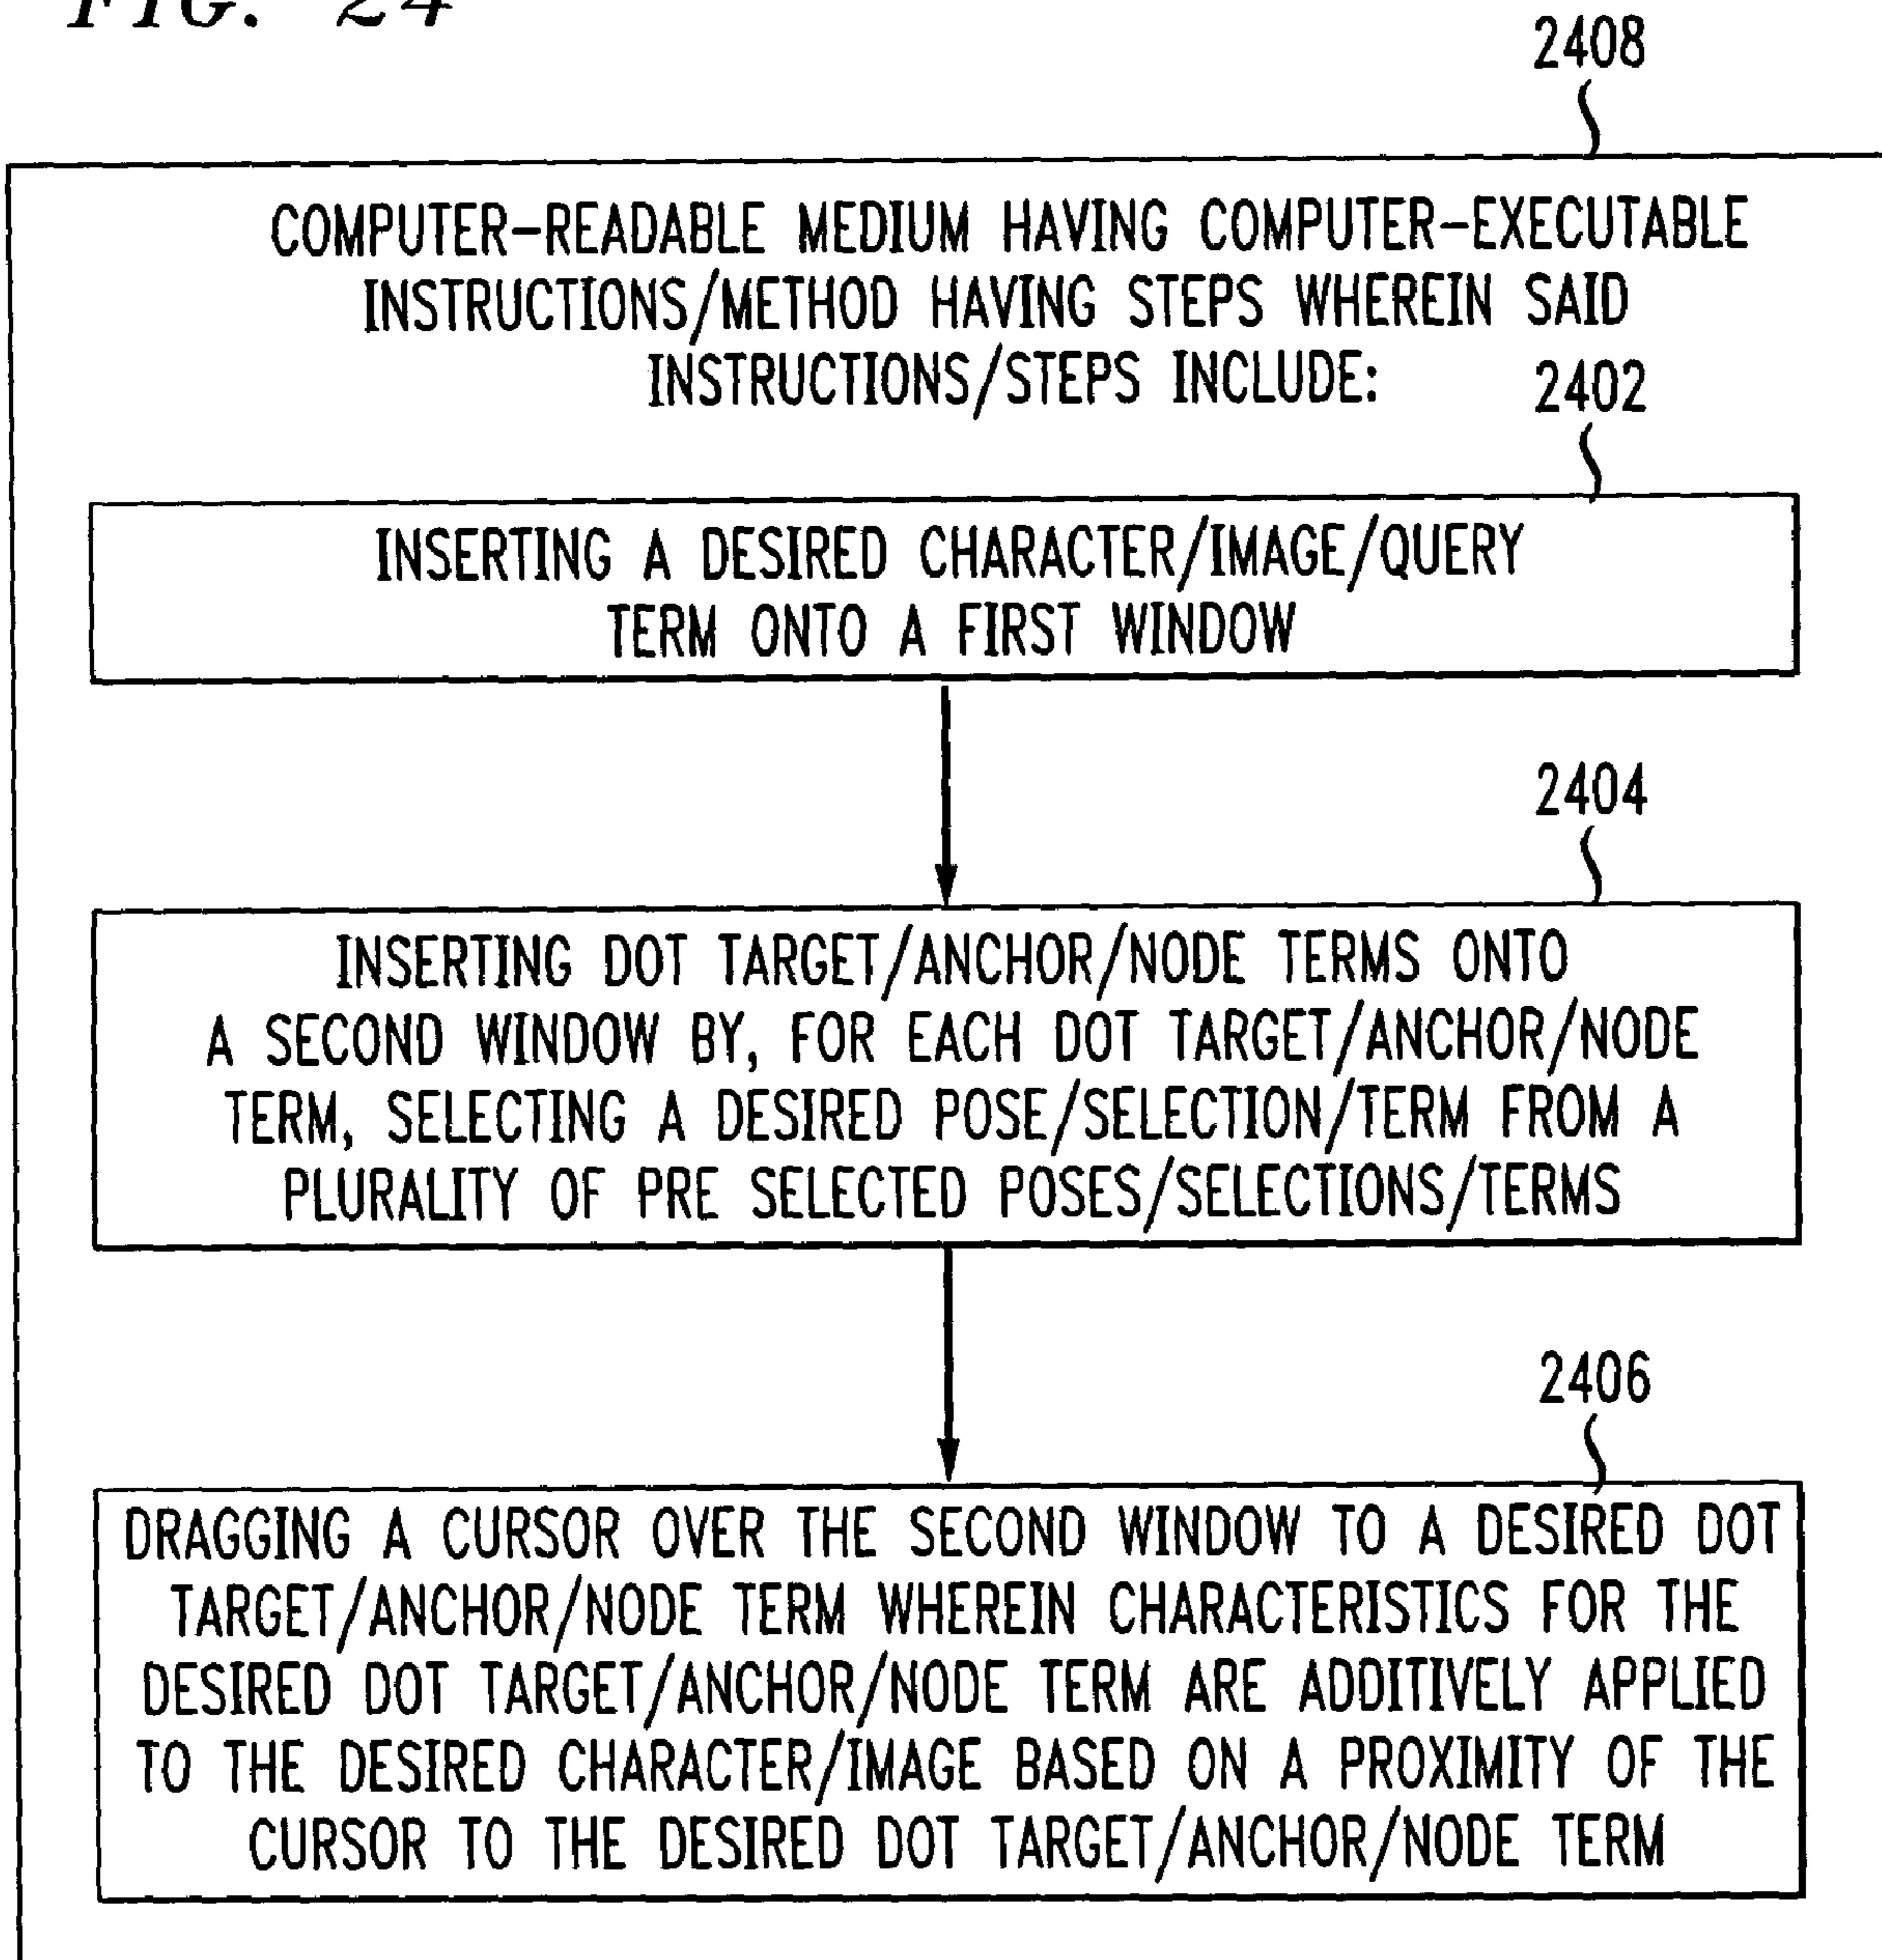 FIG. 24
2408
COMPUTER-READABLE MEDIUM HAVING COMPUTER-EXECUTABLE
INSTRUCTIONS/METHOD HAVING STEPS WHEREIN SAID
INSTRUCTIONS/STEPS INCLUDE:
2402
INSERTING A DESIRED CHARACTER/IMAGE/QUERY
TERM ONTO A FIRST WINDOW
2404
INSERTING DOT TARGET/ANCHOR/NODE TERMS ONTO
A SECOND WINDOW BY, FOR EACH DOT TARGET/ANCHOR/NODE
TERM, SELECTING A DESIRED POSE/SELECTION/TERM FROM A
PLURALITY OF PRE SELECTED POSES/SELECTIONS/TERMS
2406
DRAGGING A CURSOR OVER THE SECOND WINDOW TO A DESIRED DOT
TARGET/ANCHOR/NODE TERM WHEREIN CHARACTERISTICS FOR THE
DESIRED DOT TARGET/ANCHOR/NODE TERM ARE ADDITIVELY APPLIED
TO THE DESIRED CHARACTER/IMAGE BASED ON A PROXIMITY OF THE
CURSOR TO THE DESIRED DOT TARGET/ANCHOR/NODE TERM